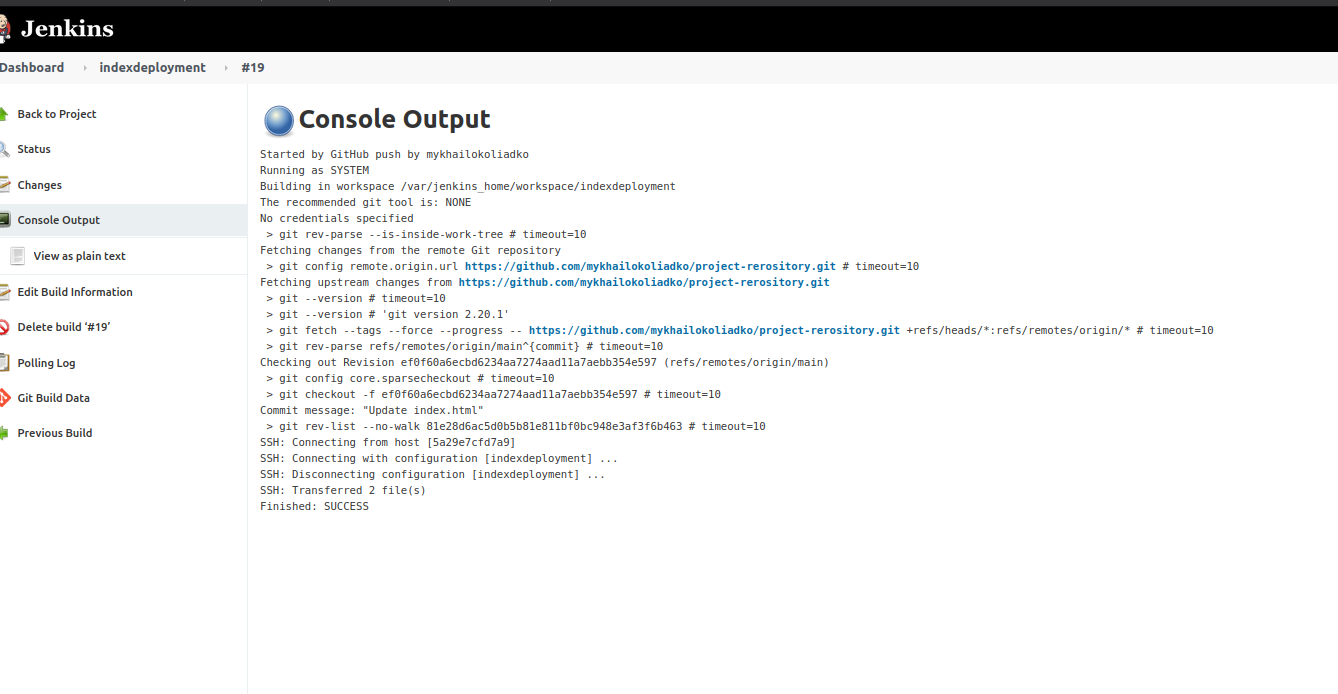 Jenkins
Dashboard › indexdeployment › #19
Back to Project
Status
Changes
Console Output
View as plain text
Edit Build Information
Delete build ‘#19’
Polling Log
Git Build Data
Previous Build
Console Output
Started by GitHub push by mykhailokoliadko
Running as SYSTEM
Building in workspace /var/jenkins_home/workspace/indexdeployment
The recommended git tool is: NONE
No credentials specified
> git rev-parse --is-inside-work-tree # timeout=10
Fetching changes from the remote Git repository
> git config remote.origin.url https://github.com/mykhailokoliadko/project-rerository.git # timeout=10
Fetching upstream changes from https://github.com/mykhailokoliadko/project-rerository.git
> git --version # timeout=10
> git --version # 'git version 2.20.1'
> git fetch --tags --force --progress -- https://github.com/mykhailokoliadko/project-rerository.git +refs/heads/*:refs/remotes/origin/* # timeout=10
> git rev-parse refs/remotes/origin/main^{commit} # timeout=10
Checking out Revision ef0f60a6ecbd6234aa7274aad11a7aebb354e597 (refs/remotes/origin/main)
> git config core.sparsecheckout # timeout=10
> git checkout -f ef0f60a6ecbd6234aa7274aad11a7aebb354e597 # timeout=10
Commit message: "Update index.html"
> git rev-list --no-walk 81e28d6ac5d0b5b81e811bf0bc948e3af3f6b463 # timeout=10
SSH: Connecting from host [5a29e7cfd7a9]
SSH: Connecting with configuration [indexdeployment] ...
SSH: Disconnecting configuration [indexdeployment] ...
SSH: Transferred 2 file(s)
Finished: SUCCESS